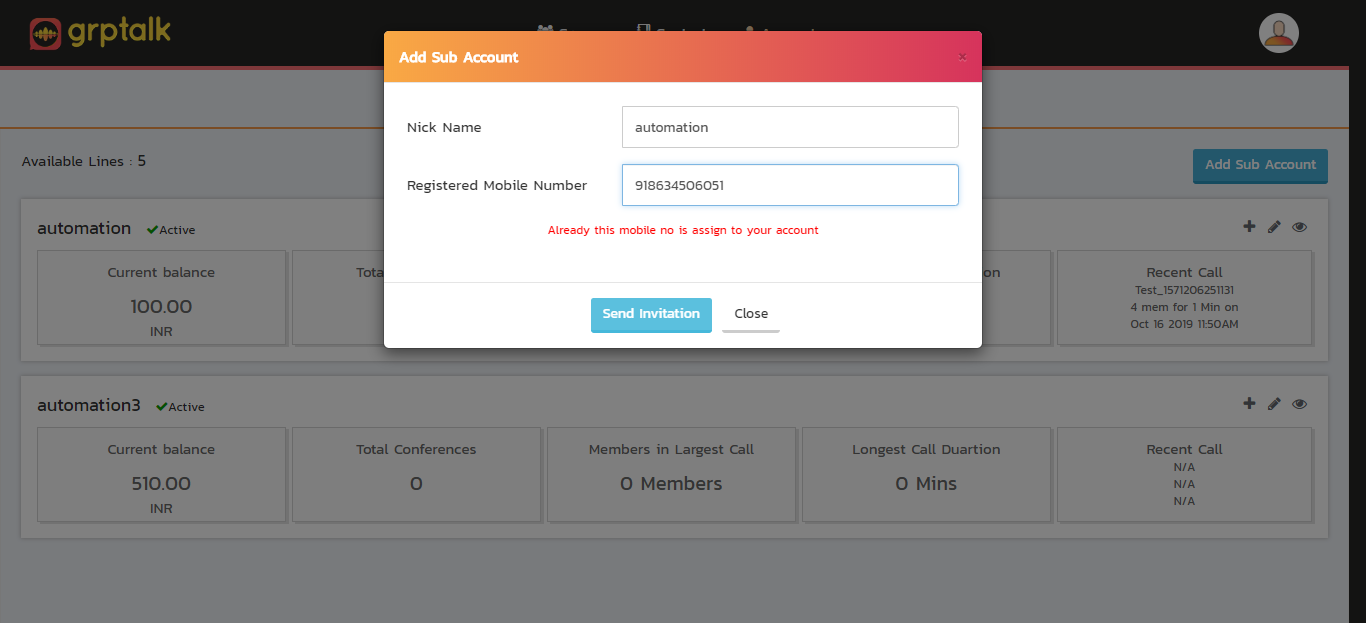 grptalk
Add Sub Account
×
Nick Name
automation
Registered Mobile Number
918634506051
Already this mobile no is assign to your account
Send Invitation
Close
Available Lines : 5
Add Sub Account
automation
Active
Current balance
100.00
INR
Recent Call
Test_1571206251131
4 mem for 1 Min on
Oct 16 2019 11:50AM
automation3
Active
Current balance
510.00
INR
Total Conferences
0
Members in Largest Call
0 Members
Longest Call Duartion
0 Mins
Recent Call
N/A
N/A
N/A